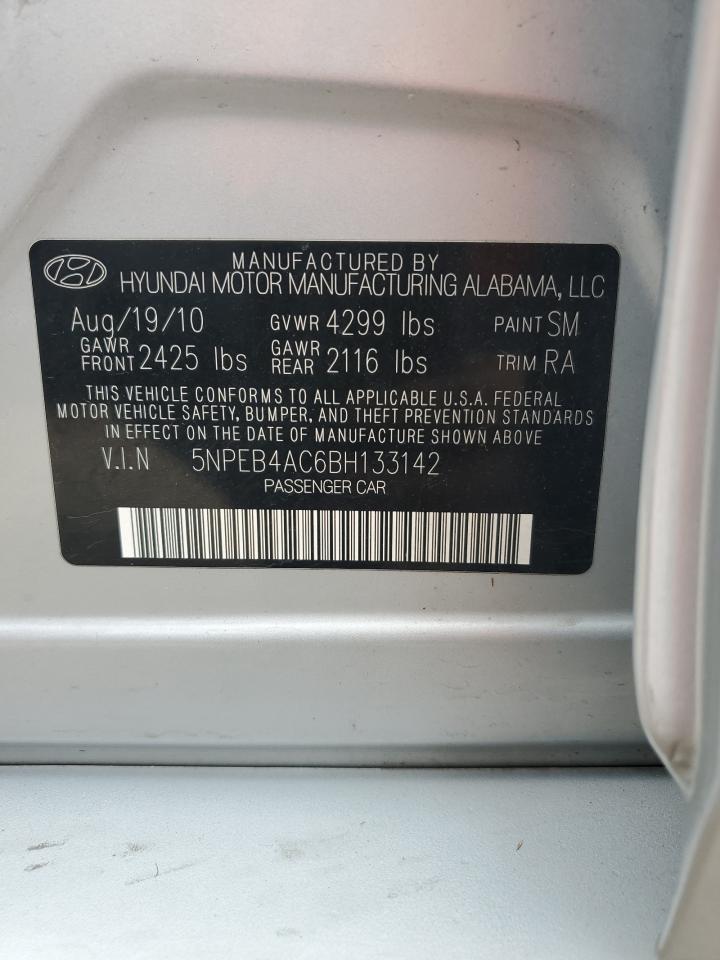 MANUFACTURED BY
HYUNDAI MOTOR MANUFACTURING ALABAMA, LLC
Aug/19/10 GVWR 4299 lbs PAINT SM
GAWR FRONT 2425 lbs GAWR REAR 2116 lbs TRIM RA
THIS VEHICLE CONFORMS TO ALL APPLICABLE U.S.A. FEDERAL
MOTOR VEHICLE SAFETY, BUMPER, AND THEFT PREVENTION STANDARDS
IN EFFECT ON THE DATE OF MANUFACTURE SHOWN ABOVE
V.I.N 5NPEB4AC6BH133142
PASSENGER CAR